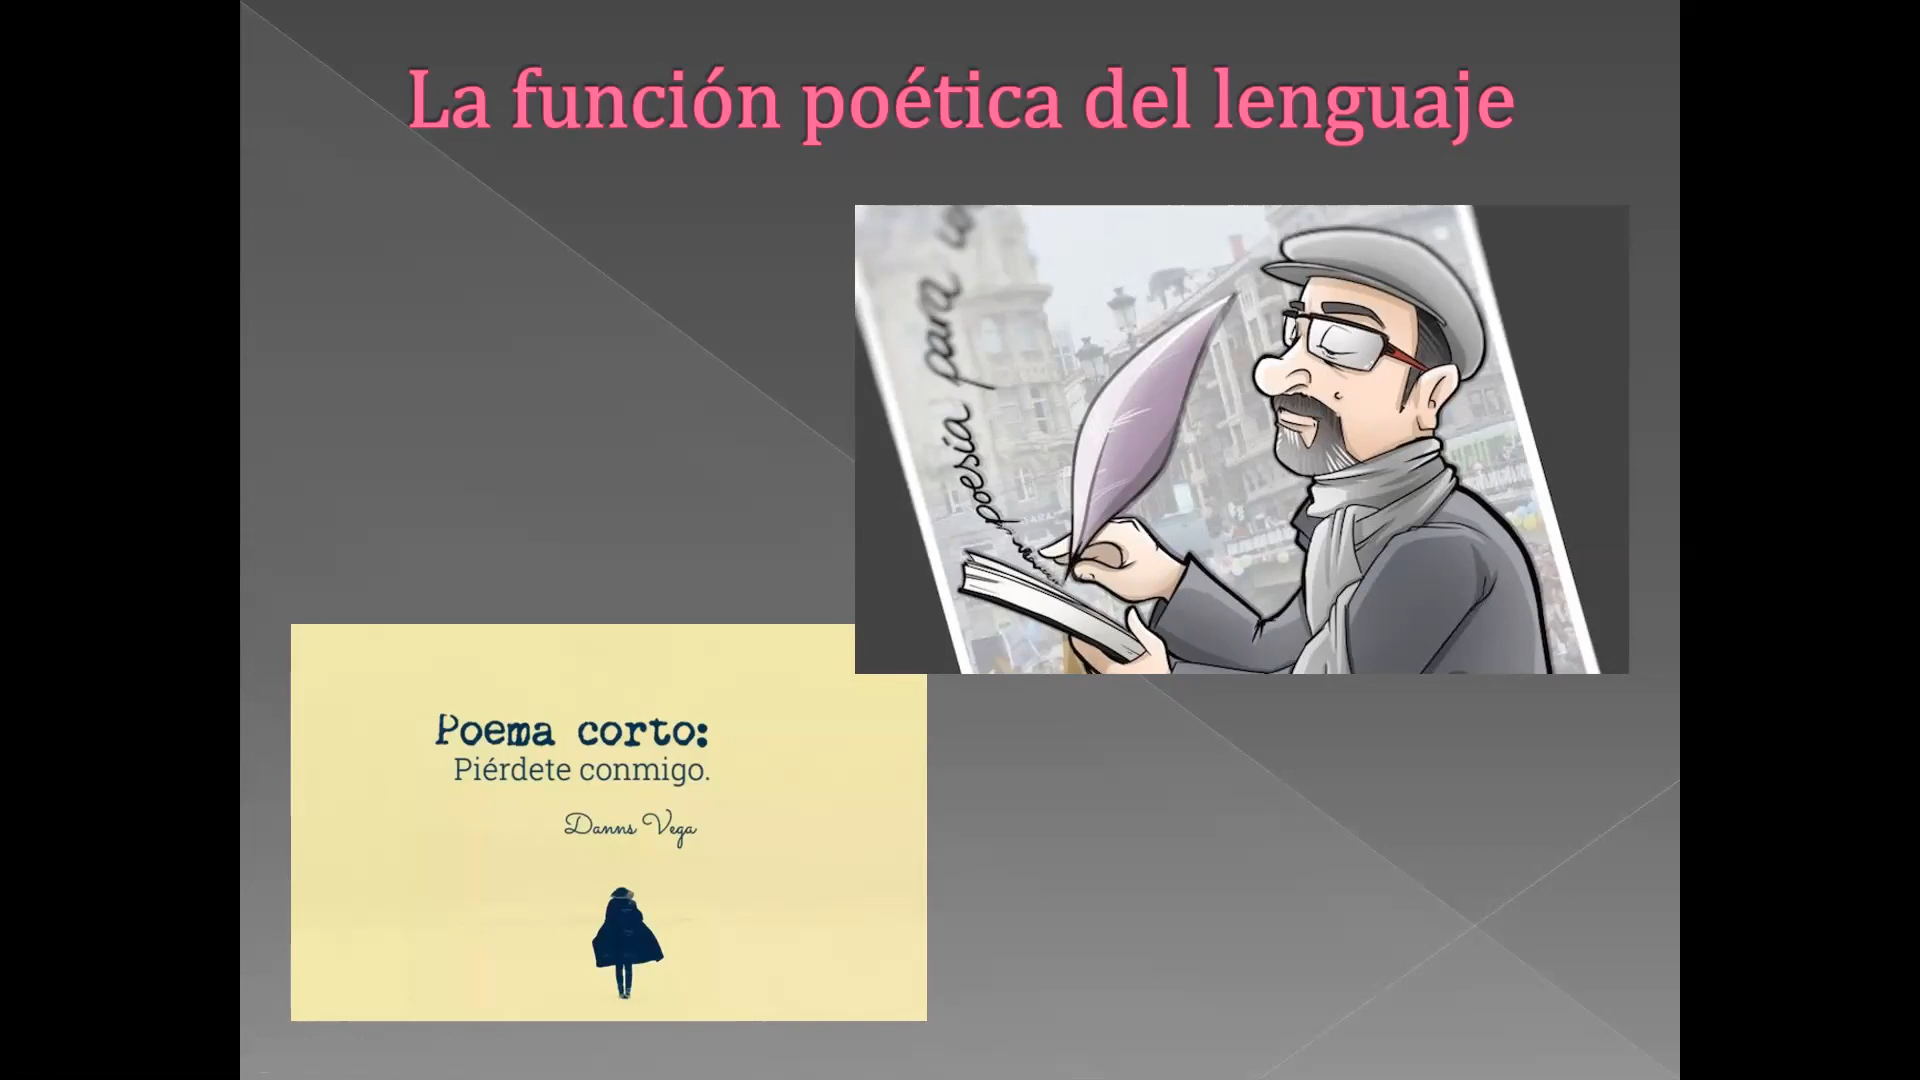 La función poética del lenguaje
poesía para
Poema corto:
Piérdete conmigo.
Danns Vega